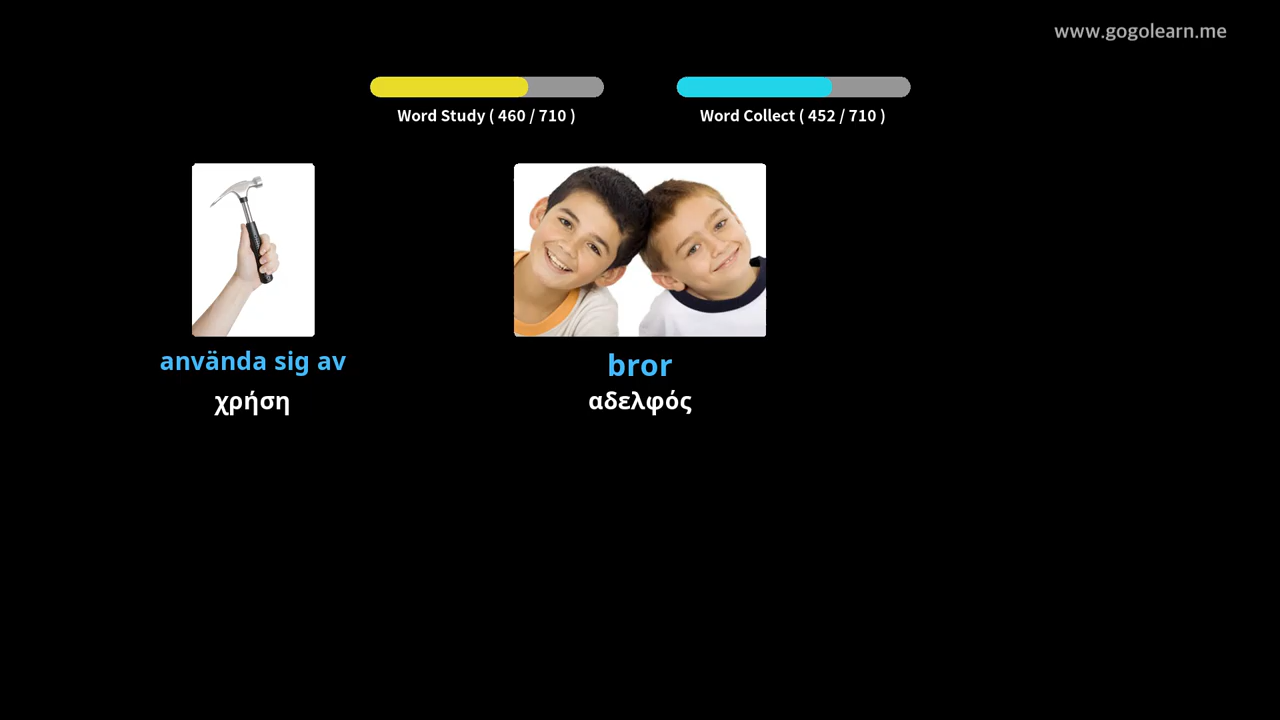 www.gogolearn.me
Word Study ( 460 / 710 )
Word Collect ( 452 / 710 )
använda sig av
χρήση
bror
αδελφός